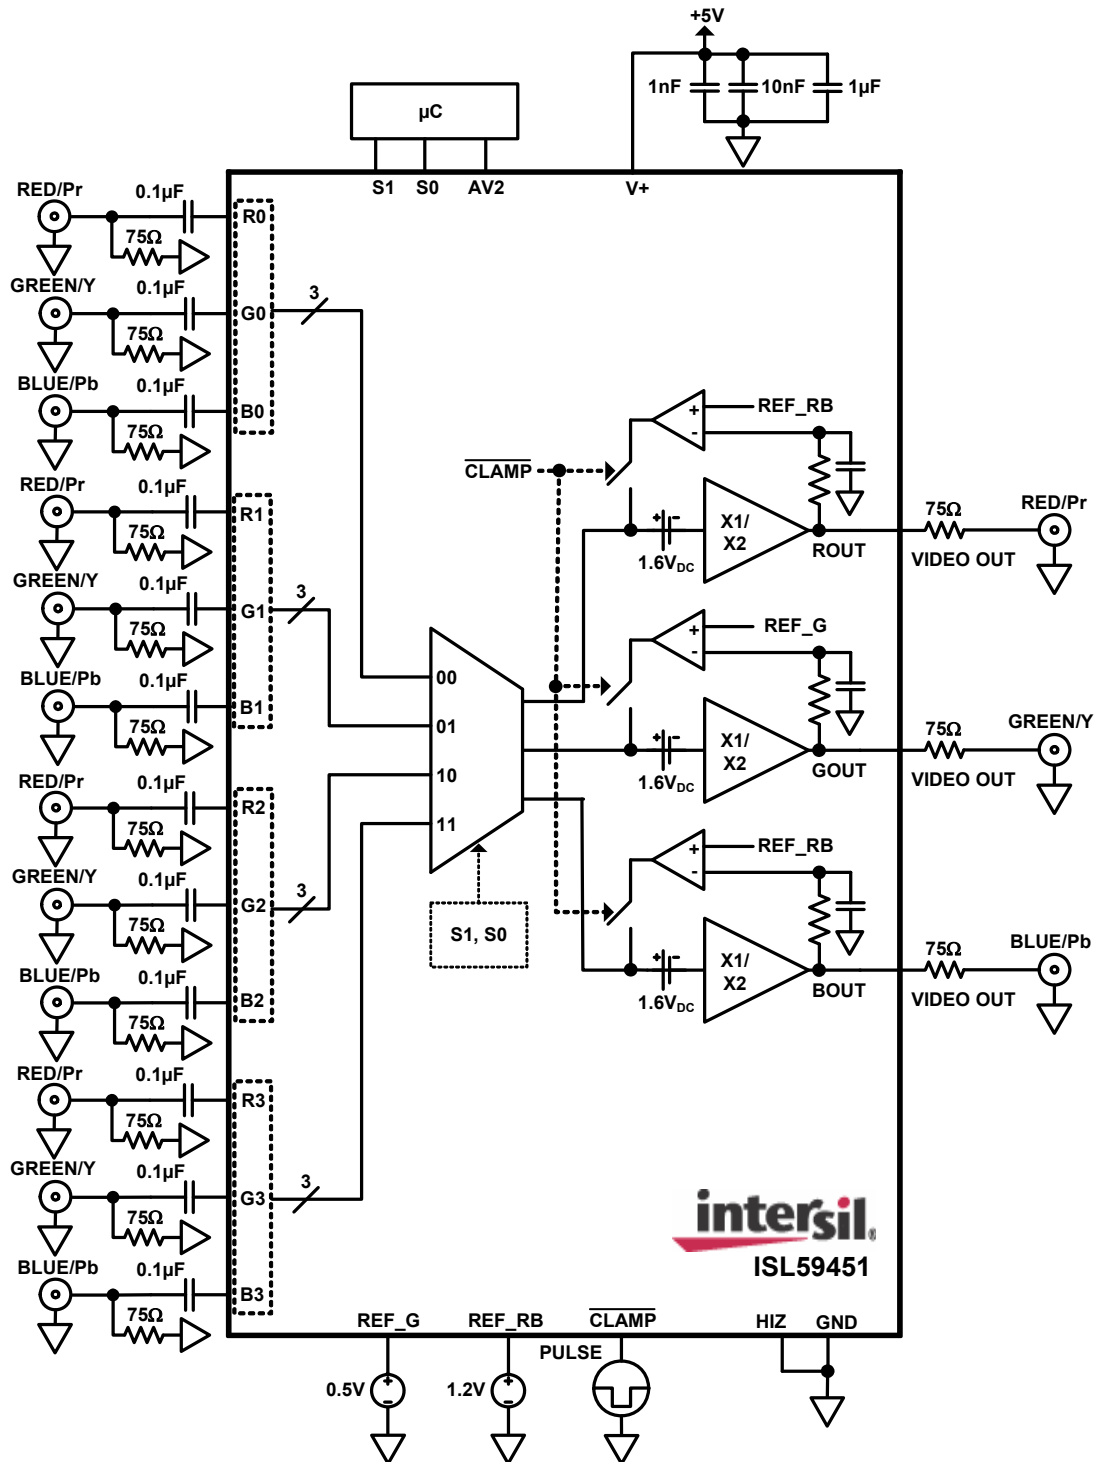 +5V
1nF
10nF
1µF
µC
S1
S0
AV2
V+
RED/Pr
0.1µF
R0
75Ω
GREEN/Y
0.1µF
G0
3
75Ω
BLUE/Pb
0.1µF
B0
75Ω
RED/Pr
0.1µF
R1
75Ω
GREEN/Y
0.1µF
G1
3
75Ω
BLUE/Pb
0.1µF
B1
75Ω
RED/Pr
0.1µF
R2
75Ω
GREEN/Y
0.1µF
G2
3
75Ω
BLUE/Pb
0.1µF
B2
75Ω
RED/Pr
0.1µF
R3
75Ω
GREEN/Y
0.1µF
G3
3
75Ω
BLUE/Pb
0.1µF
B3
75Ω
00
01
10
11
S1, S0
CLAMP
+
-
REF_RB
+ -
1.6VDC
X1/
X2
ROUT
75Ω
VIDEO OUT
RED/Pr
+
-
REF_G
+ -
1.6VDC
X1/
X2
GOUT
75Ω
VIDEO OUT
GREEN/Y
+
-
REF_RB
+ -
1.6VDC
X1/
X2
BOUT
75Ω
VIDEO OUT
BLUE/Pb
intersil®
ISL59451
REF_G
REF_RB
CLAMP
HIZ
GND
PULSE
0.5V
+
-
1.2V
+
-